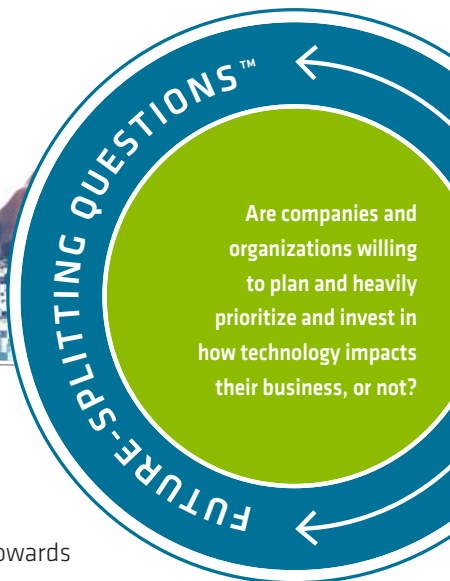 FUTURE-SPLITTING QUESTIONS™
Are companies and
organizations willing
to plan and heavily
prioritize and invest in
how technology impacts
their business, or not?
owards